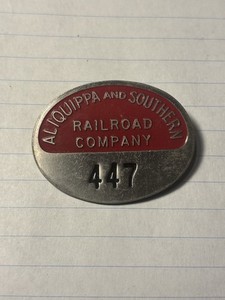 ALIQUIPPA AND SOUTHERN
RAILROAD
COMPANY
447